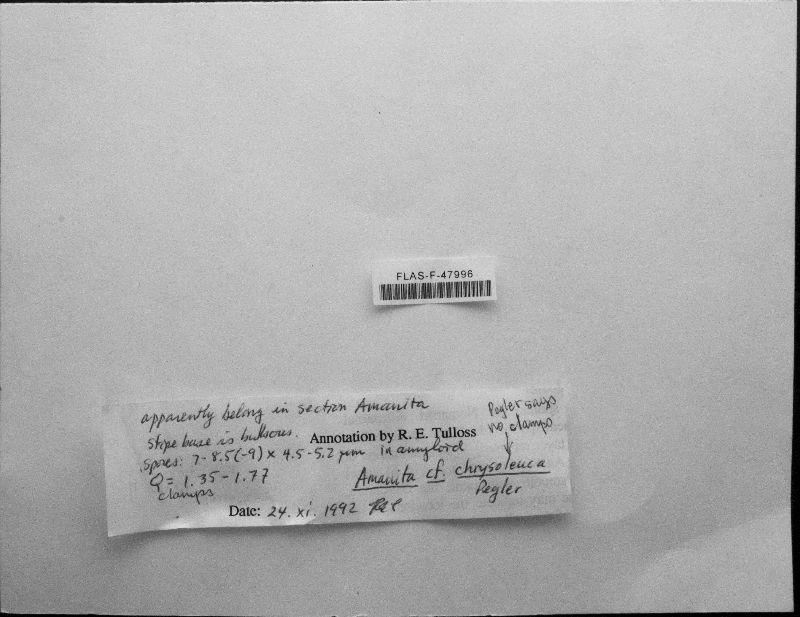 FLAS-F-47996
apparently belong in section Amanita
stipe base is bulbous.
Annotation by R. E. Tulloss
Spores: 7-8.5(-9) × 4.5-5.2 µm inamyloid
Q = 1.35-1.77
clamps
Pegler says
no clamps
Amanita cf. chrysoleuca
Pegler
Date: 24. xi. 1992